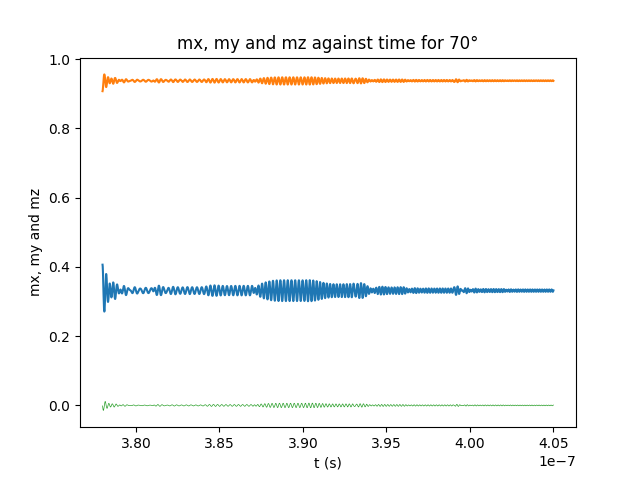 mx, my and mz against time for 70°
1.0
0.8
0.6
0.4
0.2
0.0
mx, my and mz
3.80 3.85 3.90 3.95 4.00 4.05
1e−7
t (s)